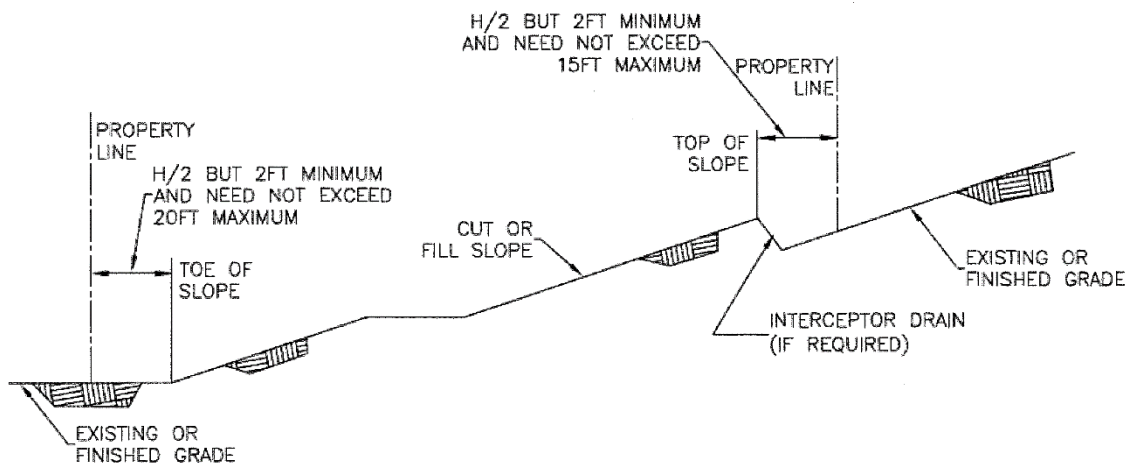 H/2 BUT 2FT MINIMUM
AND NEED NOT EXCEED
15FT MAXIMUM
PROPERTY
LINE
PROPERTY
LINE
TOP OF
SLOPE
H/2 BUT 2FT MINIMUM
AND NEED NOT EXCEED
20FT MAXIMUM
CUT OR
FILL SLOPE
TOE OF
SLOPE
EXISTING OR
FINISHED GRADE
INTERCEPTOR DRAIN
(IF REQUIRED)
EXISTING OR
FINISHED GRADE